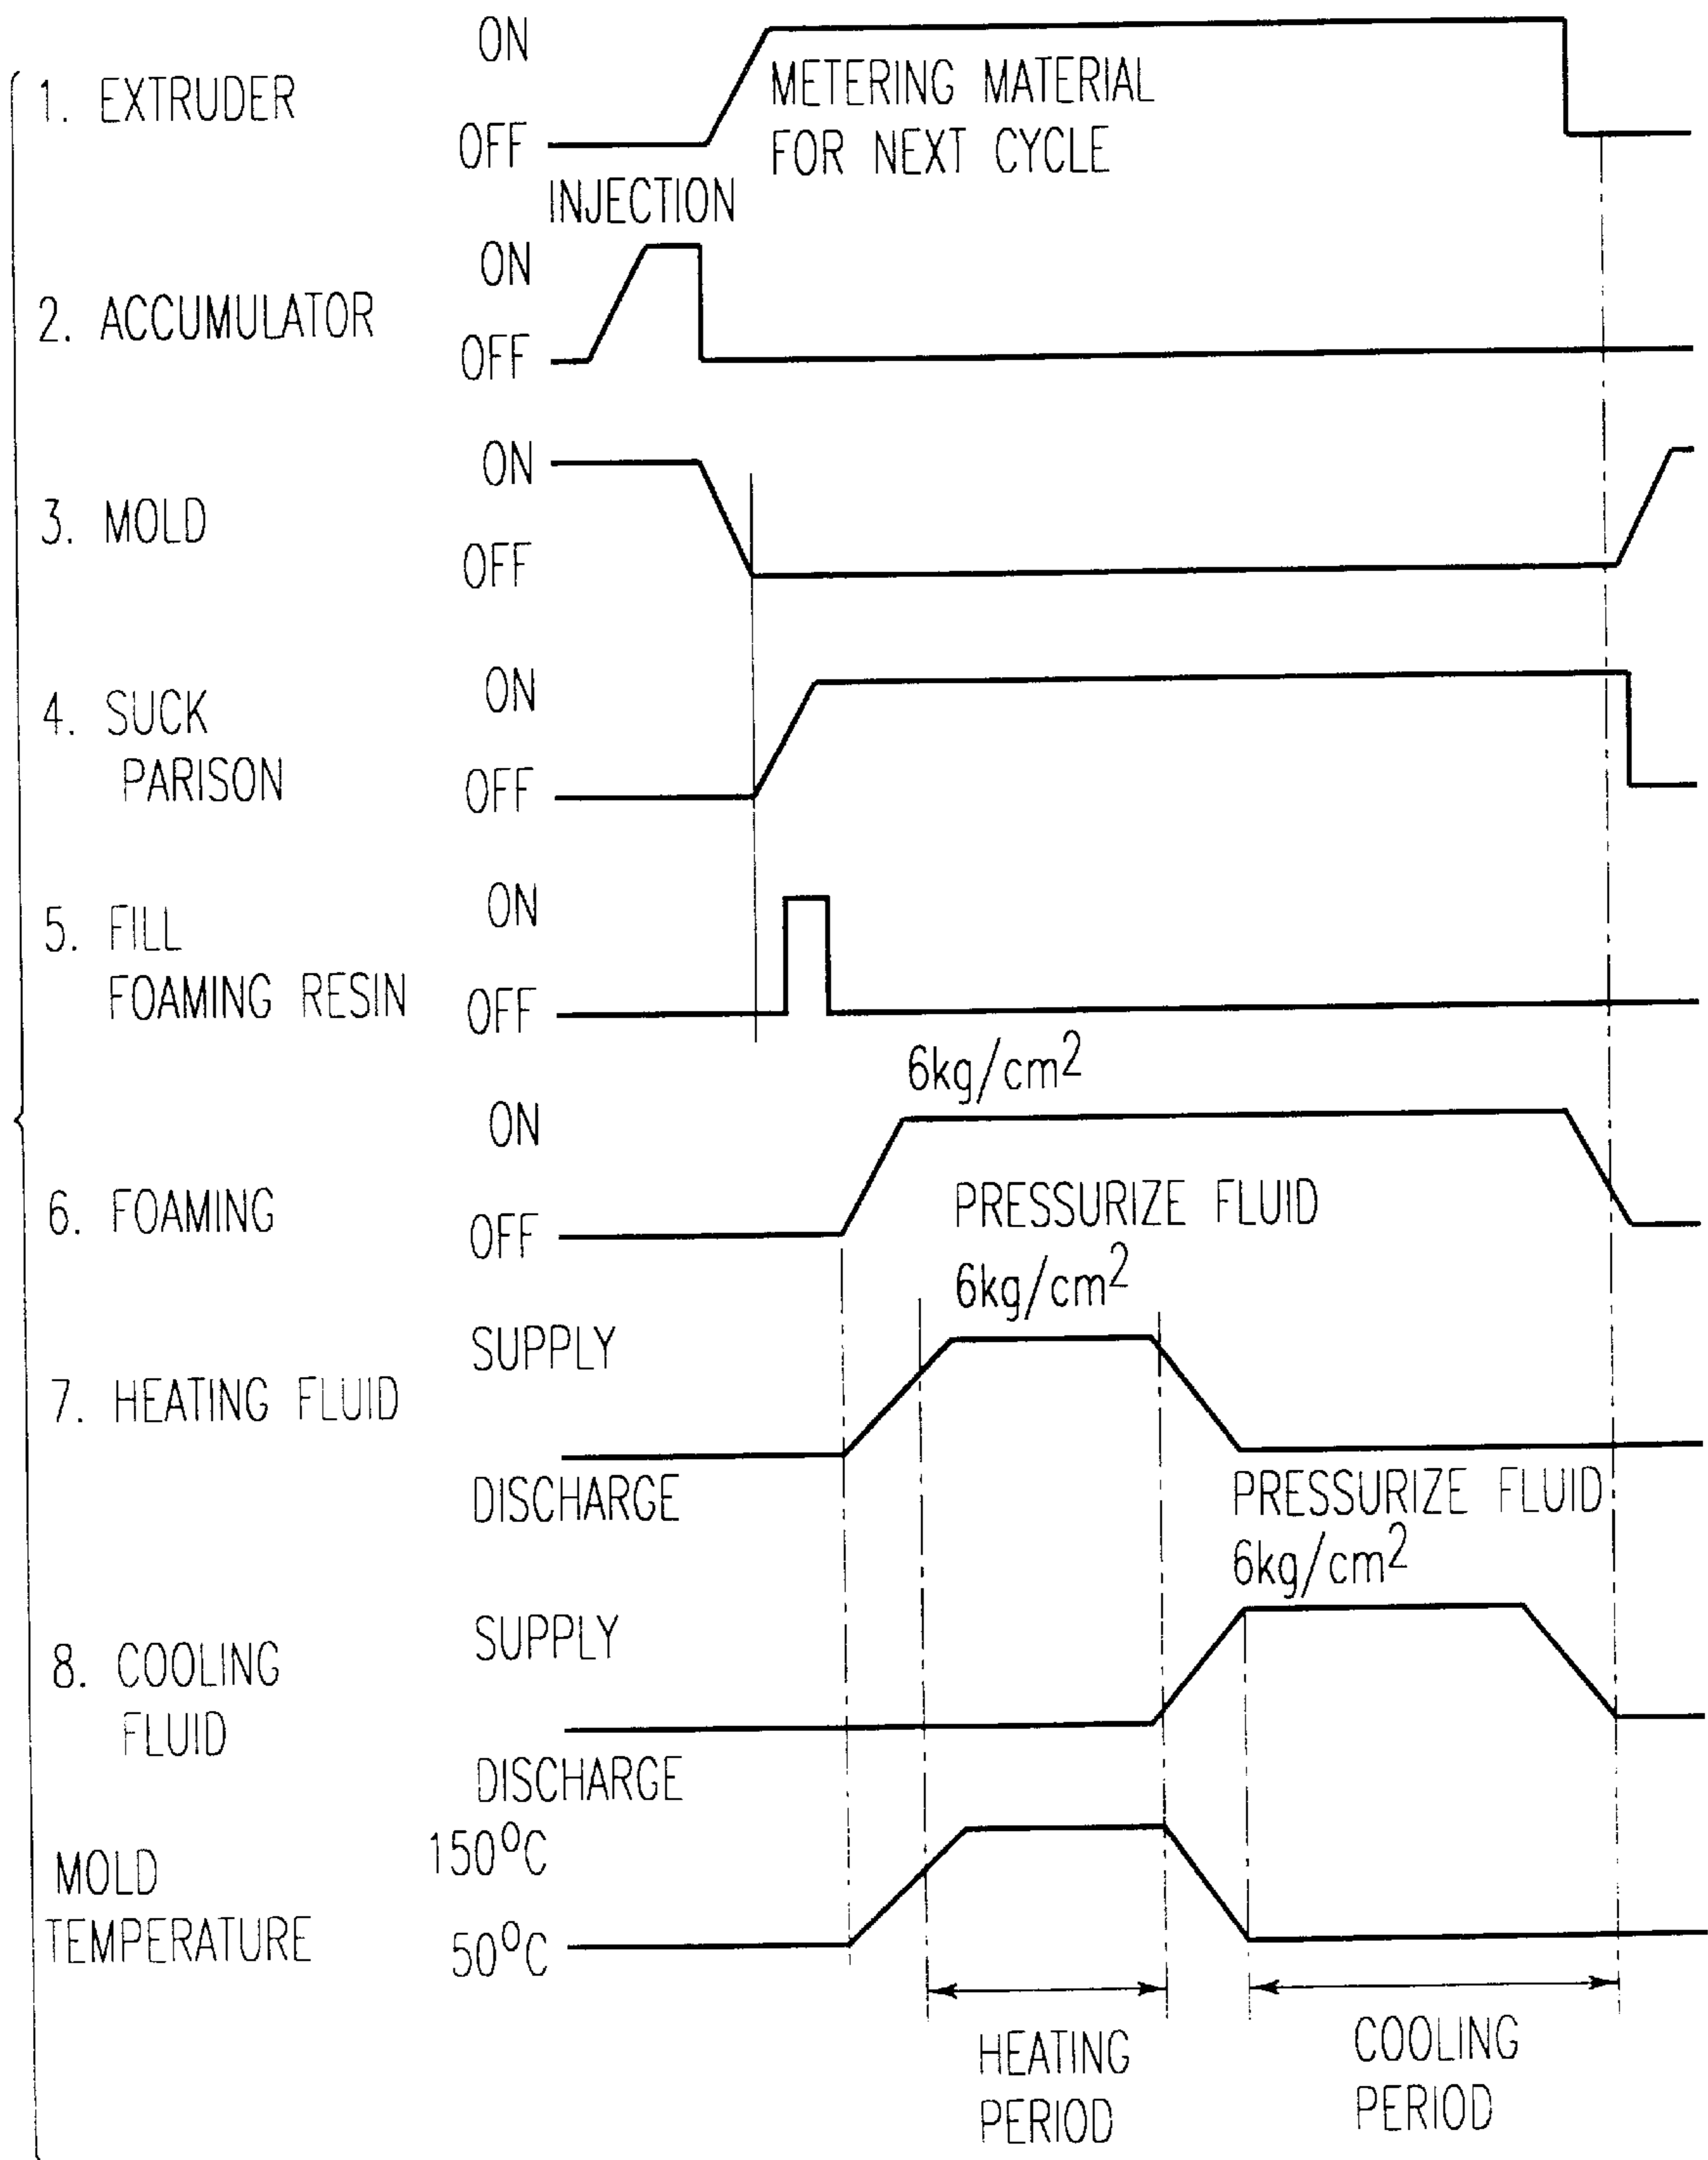 ON
1. EXTRUDER
METERING MATERIAL
FOR NEXT CYCLE
OFF
INJECTION
ON
2. ACCUMULATOR
OFF
ON
3. MOLD
OFF
ON
4. SUCK
PARISON
OFF
ON
5. FILL
FOAMING RESIN
OFF
6kg/cm²
ON
6. FOAMING
OFF
PRESSURIZE FLUID
6kg/cm²
SUPPLY
7. HEATING FLUID
DISCHARGE
PRESSURIZE FLUID
6kg/cm²
SUPPLY
8. COOLING
FLUID
DISCHARGE
150°C
MOLD
TEMPERATURE
50°C
HEATING
PERIOD
COOLING
PERIOD